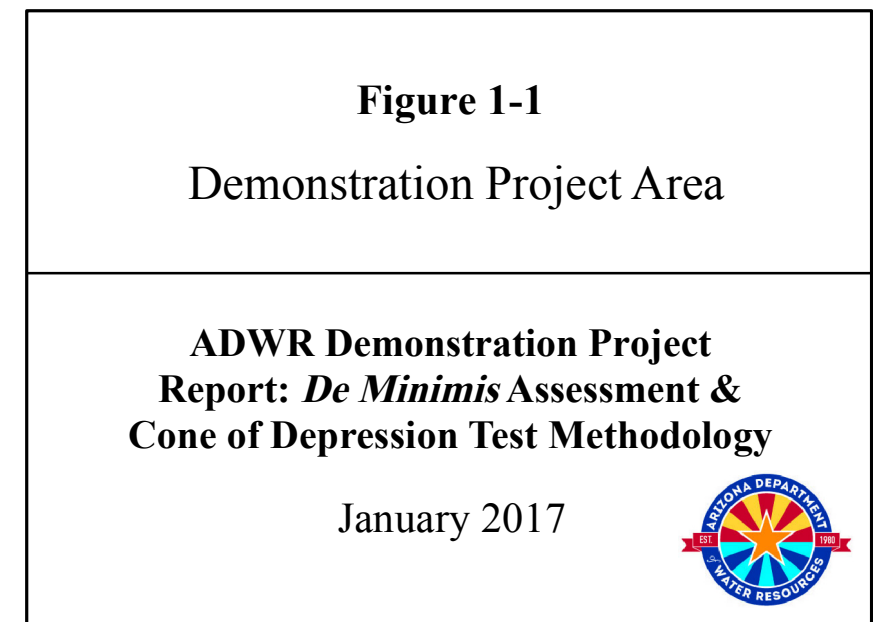 Figure 1-1
Demonstration Project Area
ADWR Demonstration Project
Report: De Minimis Assessment &
Cone of Depression Test Methodology
January 2017
ARIZONA DEPARTMENT
EST. 1980
of WATER RESOURCES